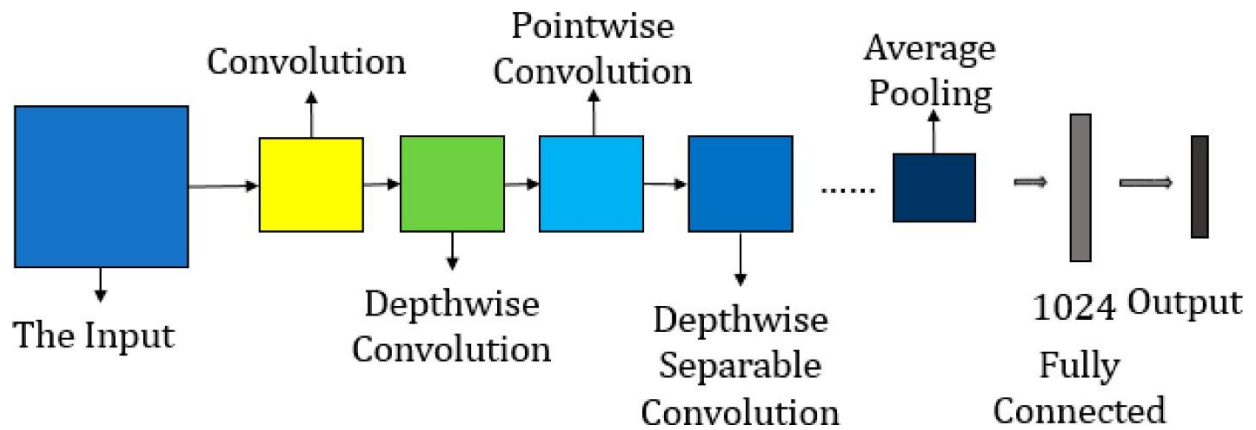 Convolution
Pointwise
Convolution
Average
Pooling
......
The Input
Depthwise
Convolution
Depthwise
Separable
Convolution
1024
Fully
Connected
Output